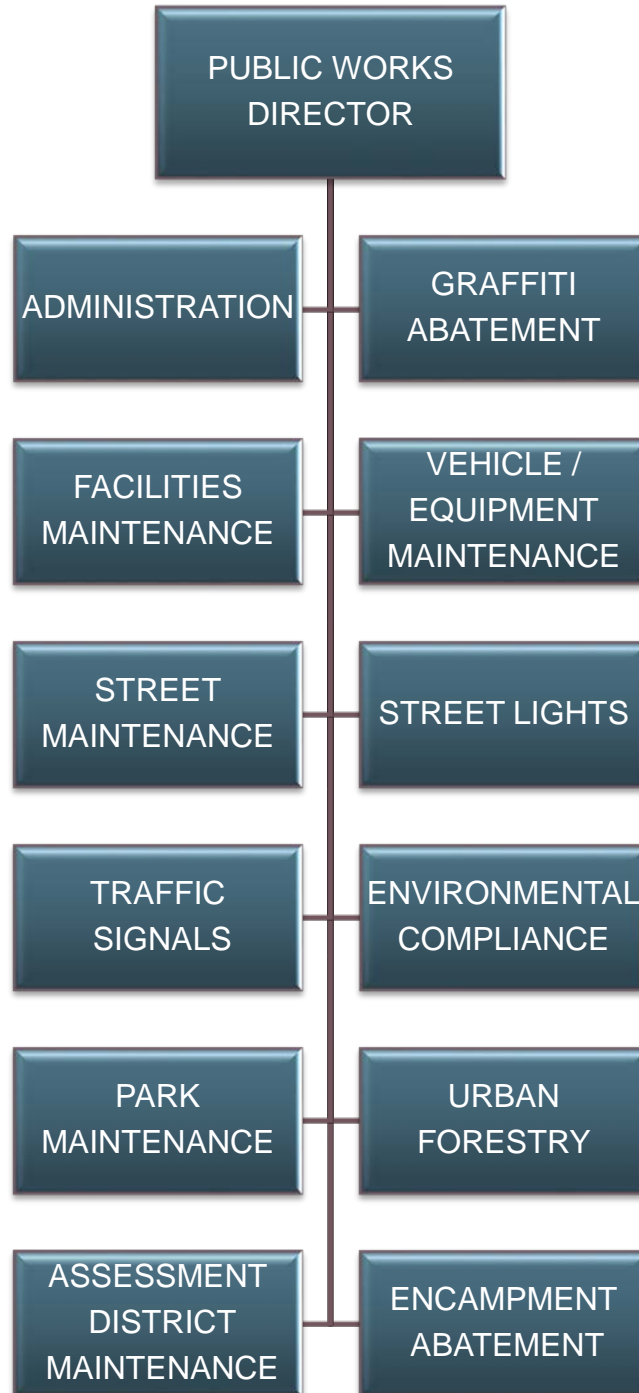 PUBLIC WORKS
DIRECTOR
ADMINISTRATION
GRAFFITI
ABATEMENT
FACILITIES
MAINTENANCE
VEHICLE /
EQUIPMENT
MAINTENANCE
STREET
MAINTENANCE
STREET LIGHTS
TRAFFIC
SIGNALS
ENVIRONMENTAL
COMPLIANCE
PARK
MAINTENANCE
URBAN
FORESTRY
ASSESSMENT
DISTRICT
MAINTENANCE
ENCAMPMENT
ABATEMENT